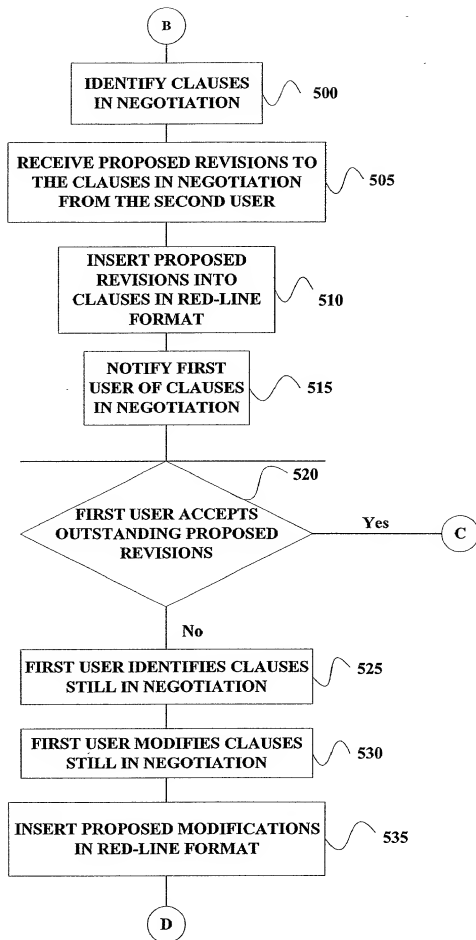 B
IDENTIFY CLAUSES
IN NEGOTIATION
500
RECEIVE PROPOSED REVISIONS TO
THE CLAUSES IN NEGOTIATION
FROM THE SECOND USER
505
INSERT PROPOSED
REVISIONS INTO
CLAUSES IN RED-LINE
FORMAT
510
NOTIFY FIRST
USER OF CLAUSES
IN NEGOTIATION
515
520
FIRST USER ACCEPTS
OUTSTANDING PROPOSED
REVISIONS
Yes
C
No
FIRST USER IDENTIFIES CLAUSES
STILL IN NEGOTIATION
525
FIRST USER MODIFIES CLAUSES
STILL IN NEGOTIATION
530
INSERT PROPOSED MODIFICATIONS
IN RED-LINE FORMAT
535
D